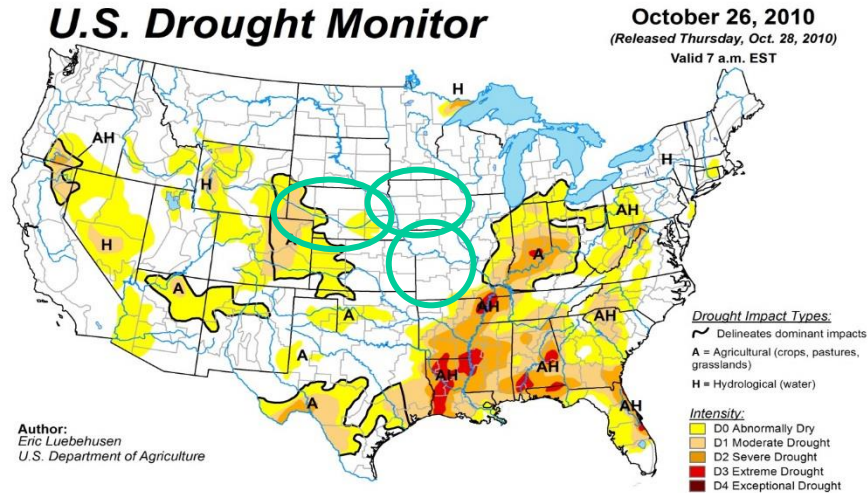 U.S. Drought Monitor
October 26, 2010
(Released Thursday, Oct. 28, 2010)
Valid 7 a.m. EST
H
AH
H
H
A
A
AH
H
A
AH
A
A
AH
A
AH
AH
A
AH
Drought Impact Types:
Delineates dominant impacts
A = Agricultural (crops, pastures,
grasslands)
H = Hydrological (water)
Intensity:
D0 Abnormally Dry
D1 Moderate Drought
D2 Severe Drought
D3 Extreme Drought
D4 Exceptional Drought
Author:
Eric Luebehusen
U.S. Department of Agriculture